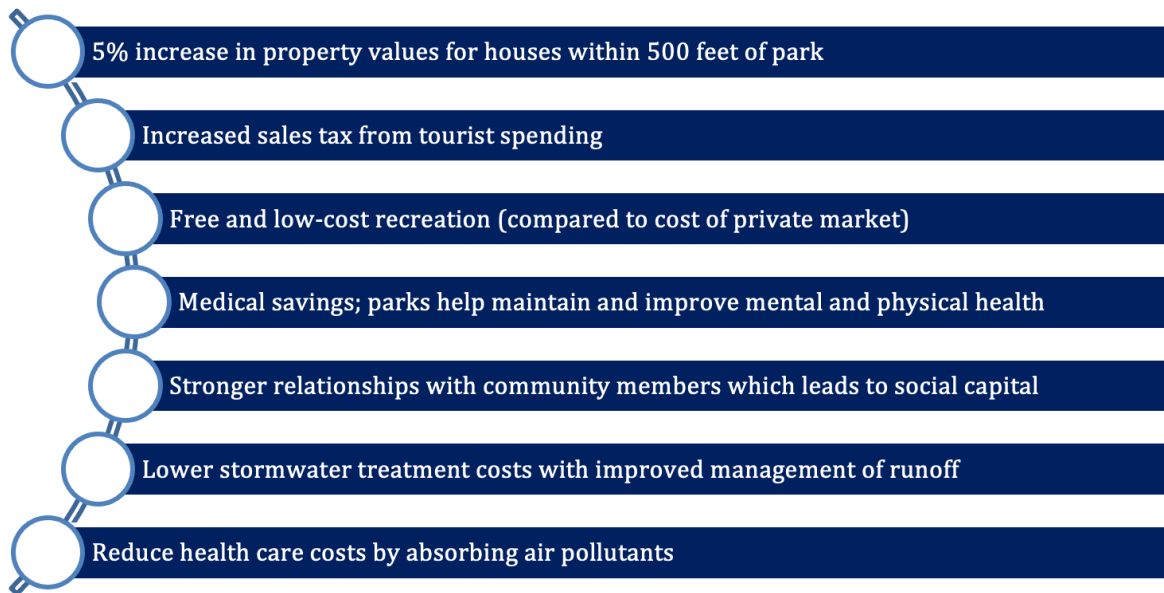 5% increase in property values for houses within 500 feet of park
Increased sales tax from tourist spending
Free and low-cost recreation (compared to cost of private market)
Medical savings; parks help maintain and improve mental and physical health
Stronger relationships with community members which leads to social capital
Lower stormwater treatment costs with improved management of runoff
Reduce health care costs by absorbing air pollutants